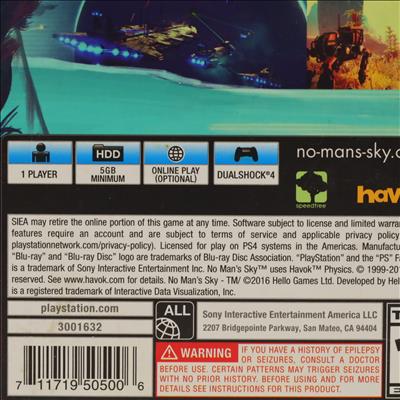 1 PLAYER
HDD
5GB
MINIMUM
ONLINE PLAY
(OPTIONAL)
DUALSHOCK®4
no-mans-sky.c
speedtree
hav
SIEA may retire the online portion of this game at any time. Software subject to license and limited warran
features require an account and are subject to terms of service and applicable privacy policy
playstationnetwork.com/privacy-policy). Licensed for play on PS4 systems in the Americas. Manufactu
"Blu-ray" and "Blu-ray Disc" logo are trademarks of Blu-ray Disc Association. "PlayStation" and the "PS" Fa
is a trademark of Sony Interactive Entertainment Inc. No Man's Sky™ uses Havok™ Physics. © 1999-201
reserved. See www.havok.com for details. No Man's Sky - TM/ ©2016 Hello Games Ltd. Developed by Hel
is a registered trademark of Interactive Data Visualization, Inc.
playstation.com
3001632
7 11719 50500 6
ALL
Sony Interactive Entertainment America LLC
2207 Bridgepointe Parkway, San Mateo, CA 94404
WARNING
IF YOU HAVE A HISTORY OF EPILEPSY
OR SEIZURES, CONSULT A DOCTOR
BEFORE USE. CERTAIN PATTERNS MAY TRIGGER SEIZURES
WITH NO PRIOR HISTORY. BEFORE USING AND FOR MORE DETAILS
SEE INSTRUCTIONS FOR THIS PRODUCT.